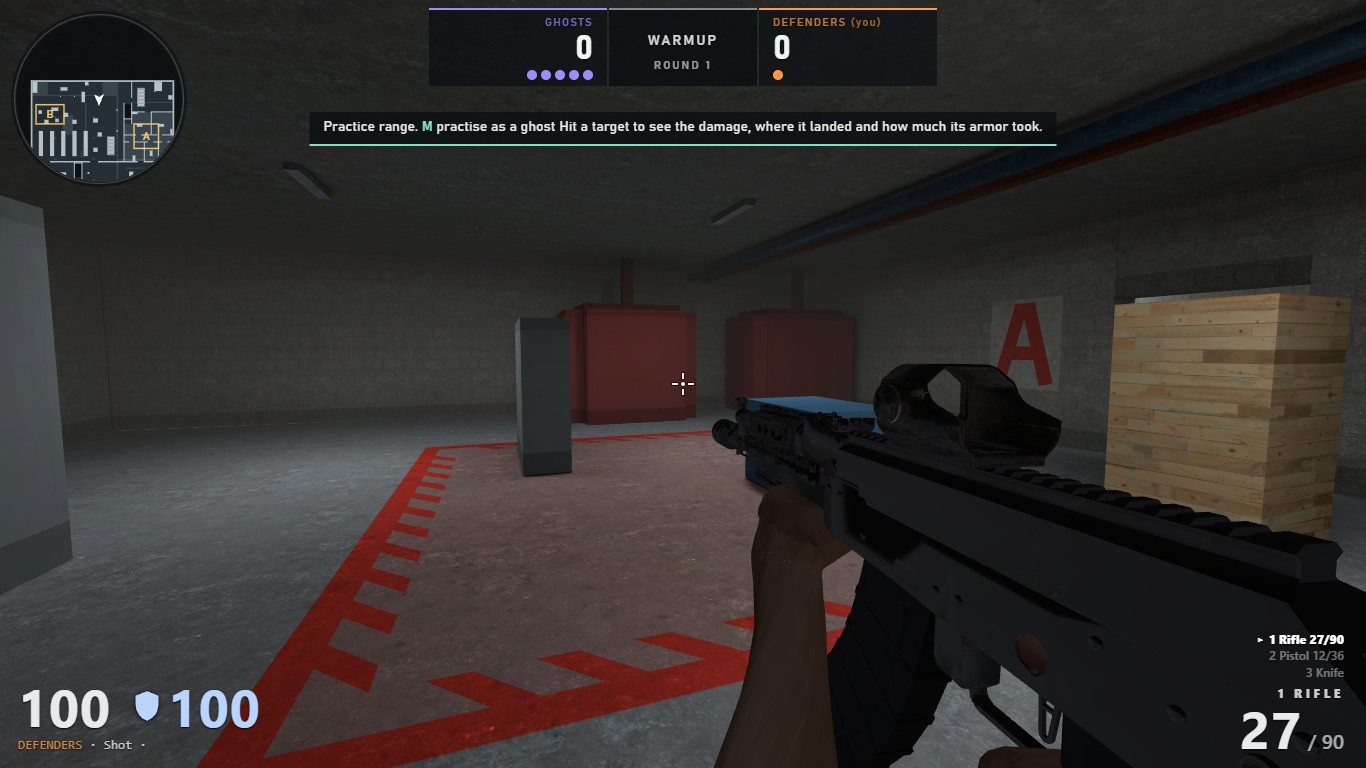 GHOSTS
0
WARMUP
ROUND 1
DEFENDERS (you)
0
B
A
Practice range. M practise as a ghost Hit a target to see the damage, where it landed and how much its armor took.
A
▸ 1 Rifle 27/90
2 Pistol 12/36
3 Knife
1 RIFLE
27 / 90
100 100
DEFENDERS · Shot ·